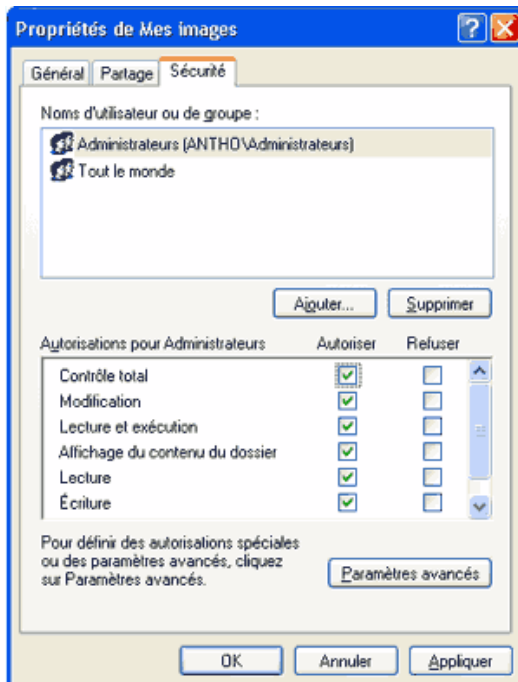 Propriétés de Mes images
Général Partage Sécurité
Noms d'utilisateur ou de groupe :
Administrateurs (ANTHO\Administrateurs)
Tout le monde
Ajouter... Supprimer
Autorisations pour Administrateurs Autoriser Refuser
Contrôle total
Modification
Lecture et exécution
Affichage du contenu du dossier
Lecture
Écriture
Pour définir des autorisations spéciales
ou des paramètres avancés, cliquez
sur Paramètres avancés.
Paramètres avancés
OK Annuler Appliquer